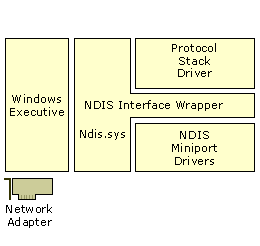 Protocol
Stack
Driver
Windows
Executive
NDIS Interface Wrapper
Ndis.sys
NDIS
Miniport
Drivers
Network
Adapter